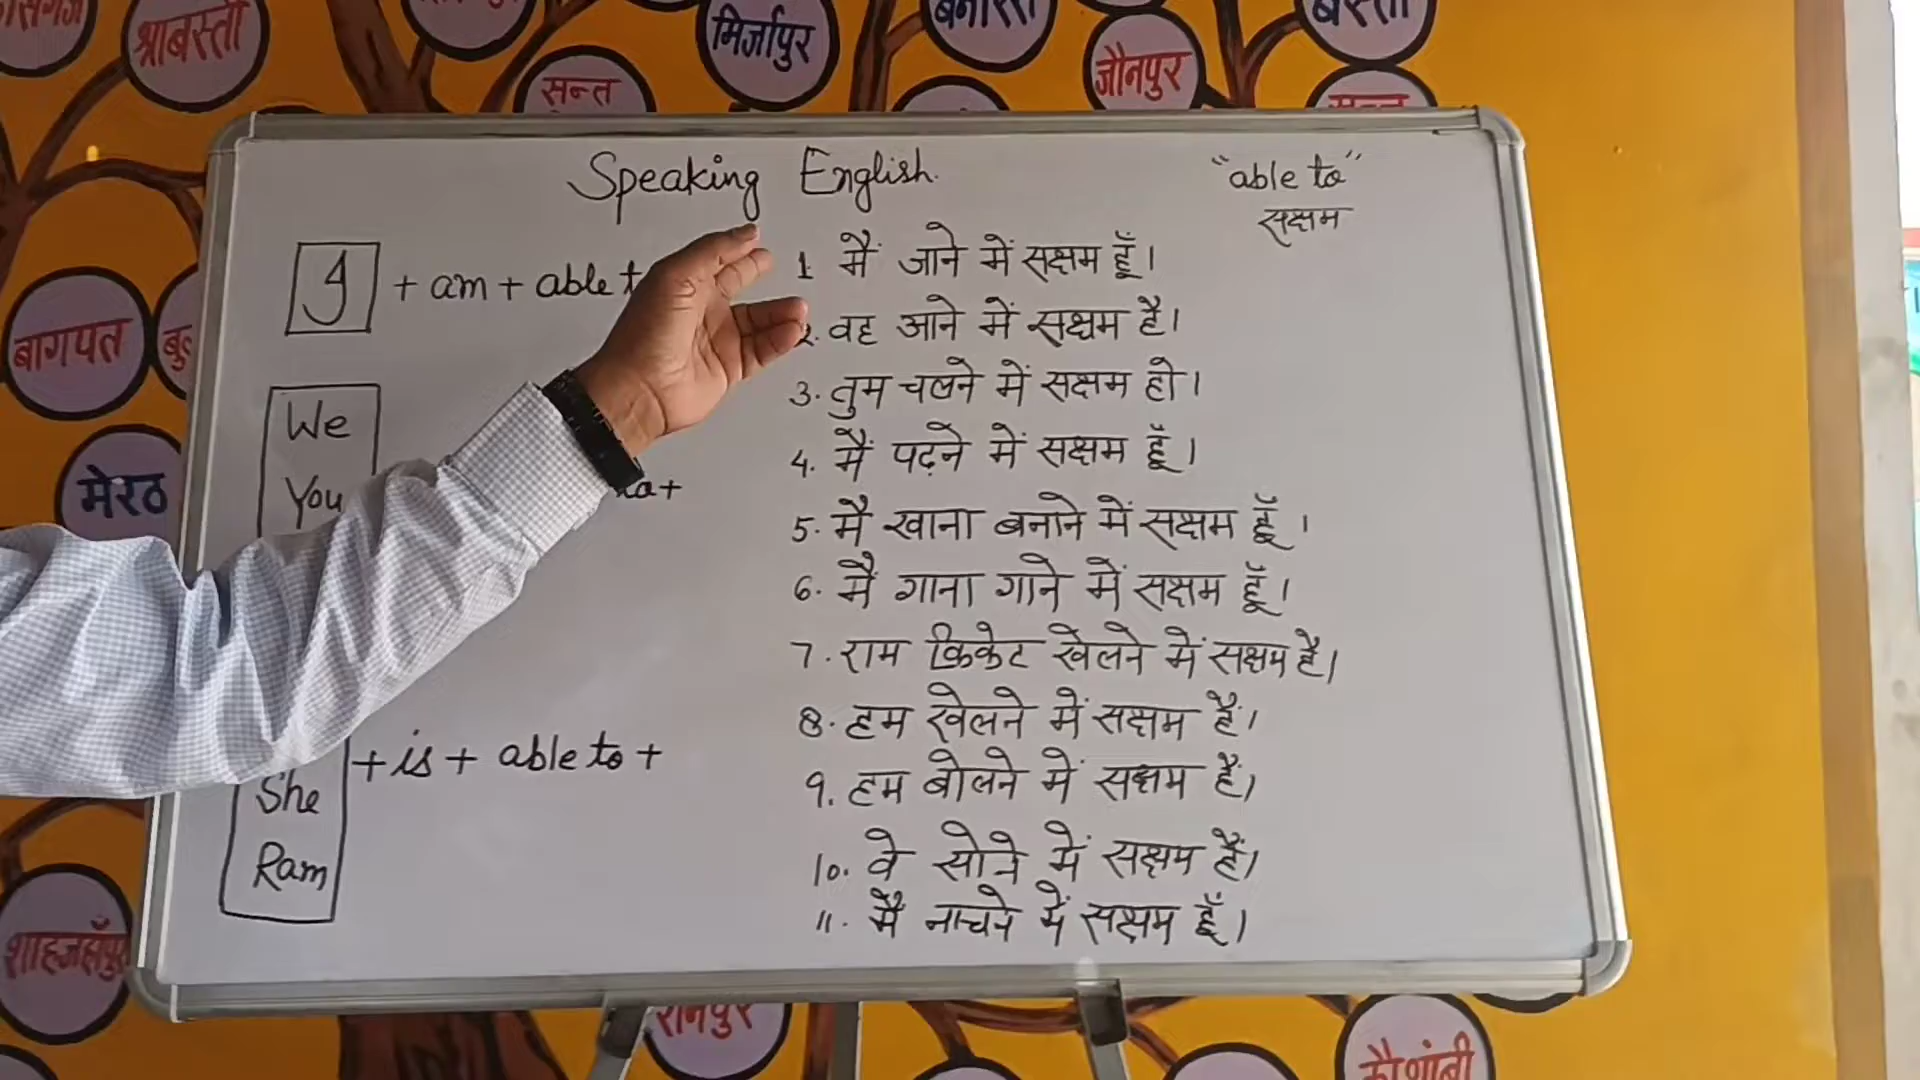 श्रावस्ती
मिर्जापुर
बनारस
बस्ती
जौनपुर
सन्त
Speaking English.
"able to"
सक्षम
I + am + able
1. मैं जाने में सक्षम हूँ।
2. वह आने में सक्षम है।
3. तुम चलने में सक्षम हो।
4. मैं पढ़ने में सक्षम हूँ।
5. मैं खाना बनाने में सक्षम हूँ।
6. मैं गाना गाने में सक्षम हूँ।
7. राम क्रिकेट खेलने में सक्षम है।
8. हम खेलने में सक्षम हैं।
9. हम बोलने में सक्षम हैं।
10. वे सोने में सक्षम हैं।
11. मैं नाचने में सक्षम हूँ।
We
You
She
Ram
+ is + able to +
बागपत
मेरठ
शाहजहाँपुर
कौशांबी